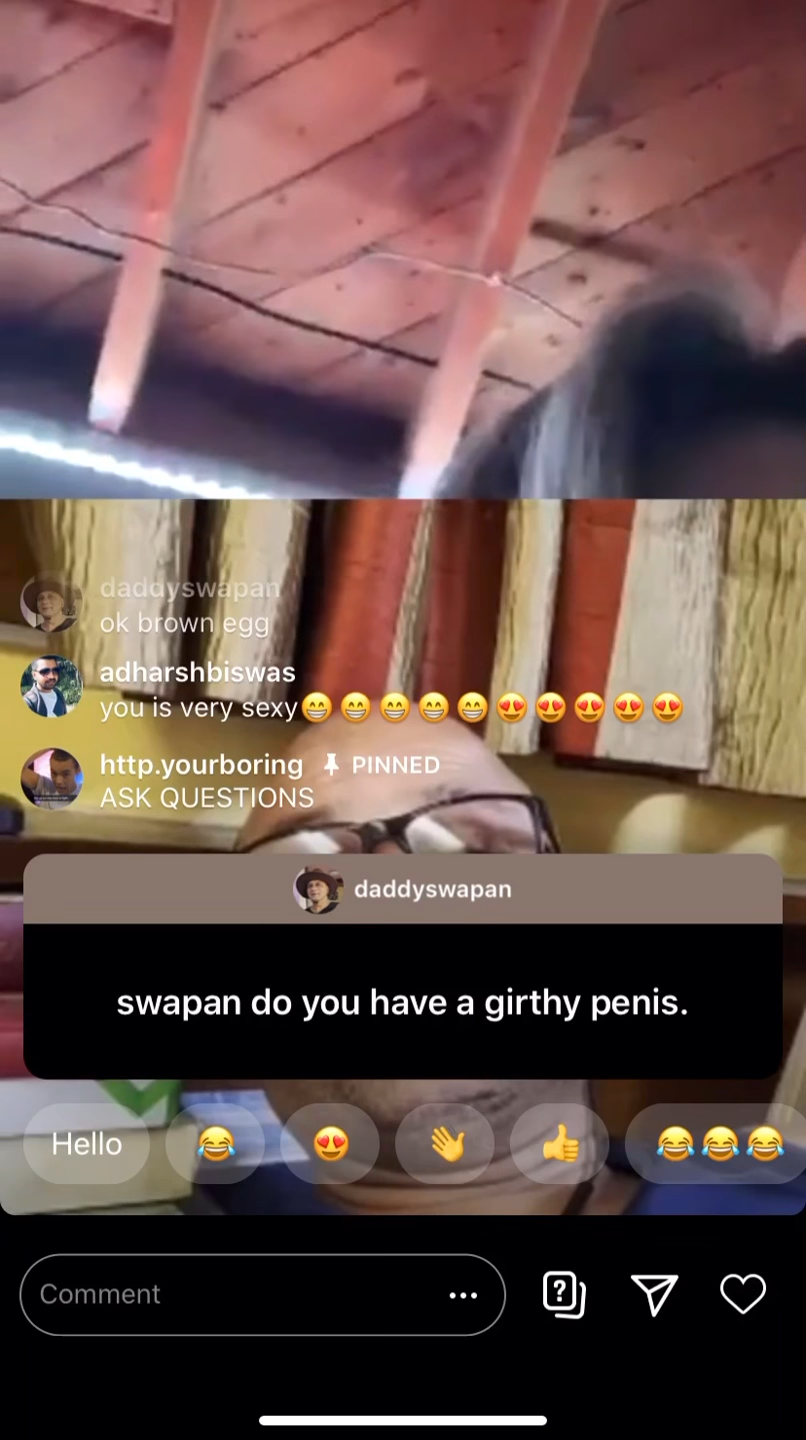 daddyswapan
ok brown egg
adharshbiswas
you is very sexy😁😁😁😁😁😍😍😍😍😍
http.yourboring PINNED
ASK QUESTIONS
daddyswapan
swapan do you have a girthy penis.
Hello 😂 😍 👋 👍 😂😂😂
Comment